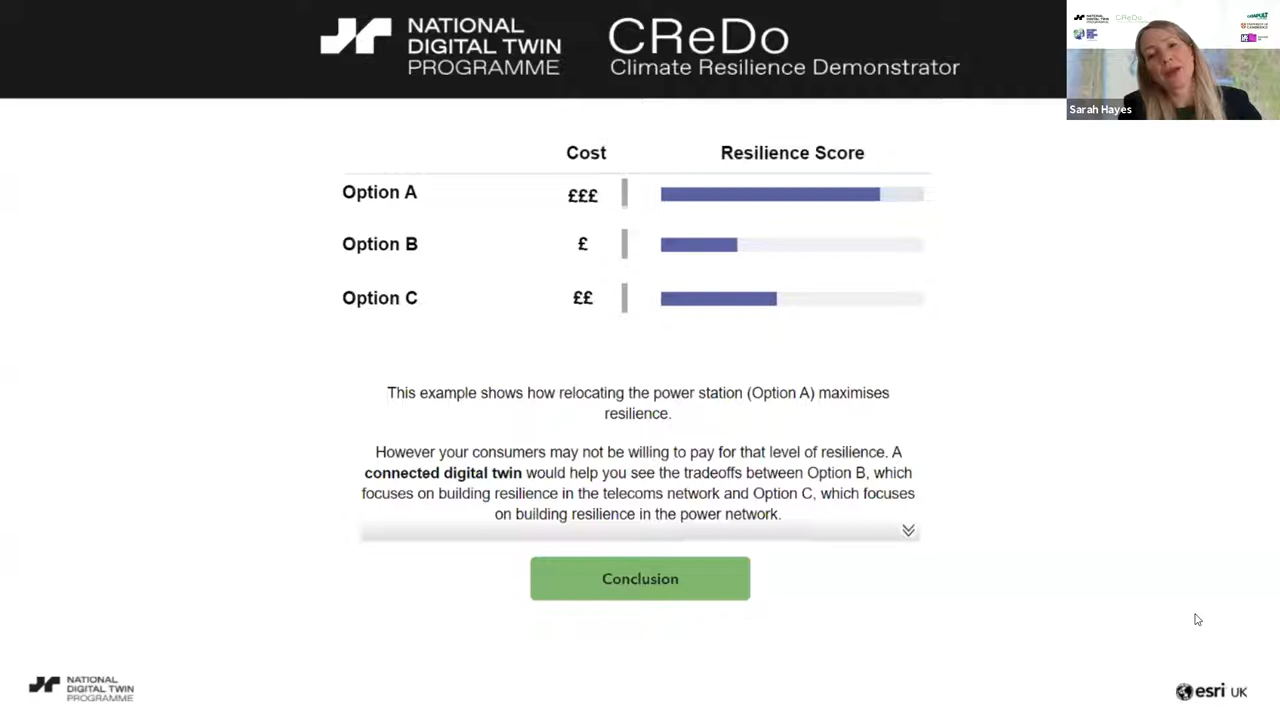 NATIONAL
DIGITAL TWIN
PROGRAMME
CReDo
Climate Resilience Demonstrator
CReDo
Sarah Hayes
Cost
Resilience Score
Option A
£££
Option B
£
Option C
££
This example shows how relocating the power station (Option A) maximises
resilience.
However your consumers may not be willing to pay for that level of resilience. A
connected digital twin would help you see the tradeoffs between Option B, which
focuses on building resilience in the telecoms network and Option C, which focuses
on building resilience in the power network.
Conclusion
NATIONAL
DIGITAL TWIN
PROGRAMME
esri UK